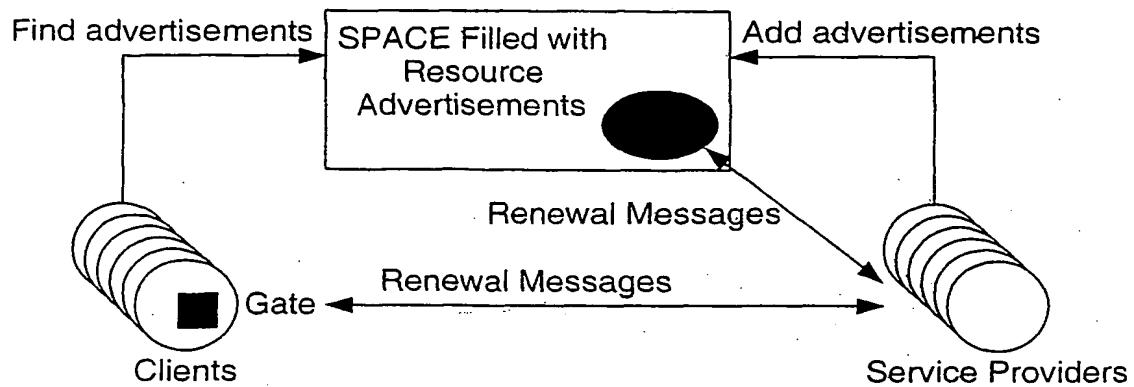 Find advertisements
SPACE Filled with
Resource
Advertisements
Add advertisements
Renewal Messages
Renewal Messages
Gate
Clients
Service Providers